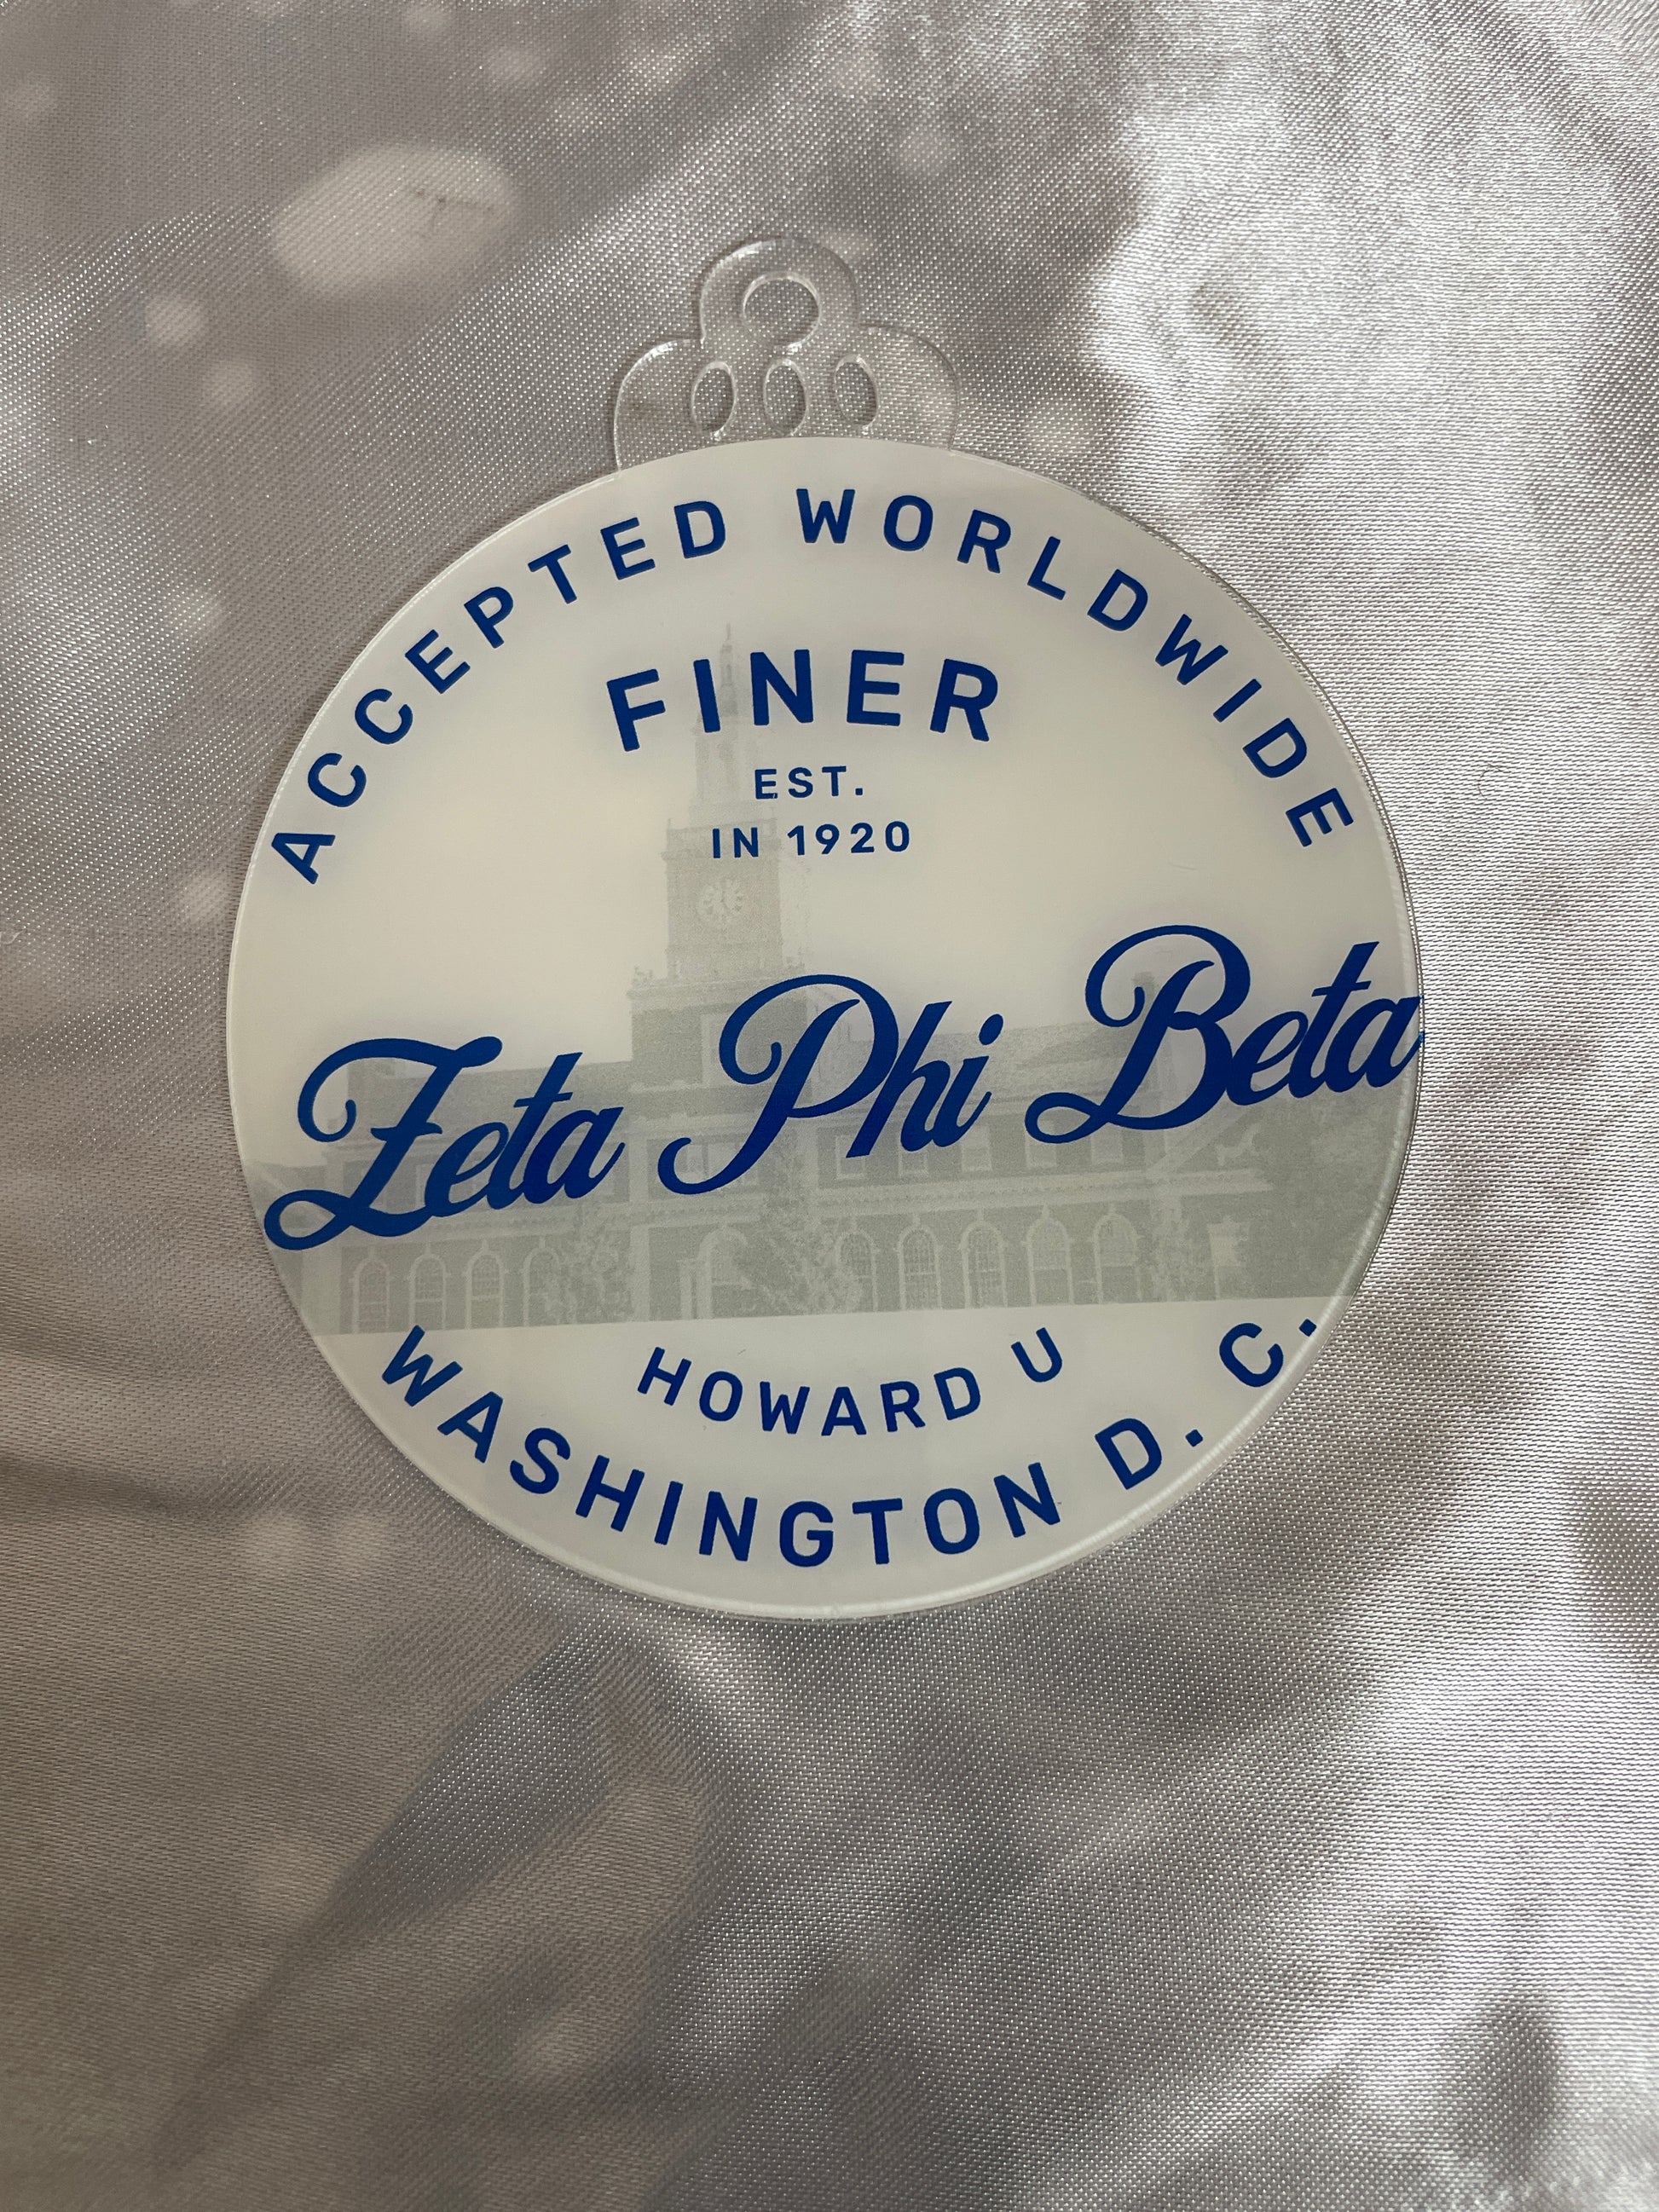 ACCEPTED WORLDWIDE
FINER
EST.
IN 1920
Zeta Phi Beta
HOWARD U
WASHINGTON D. C.